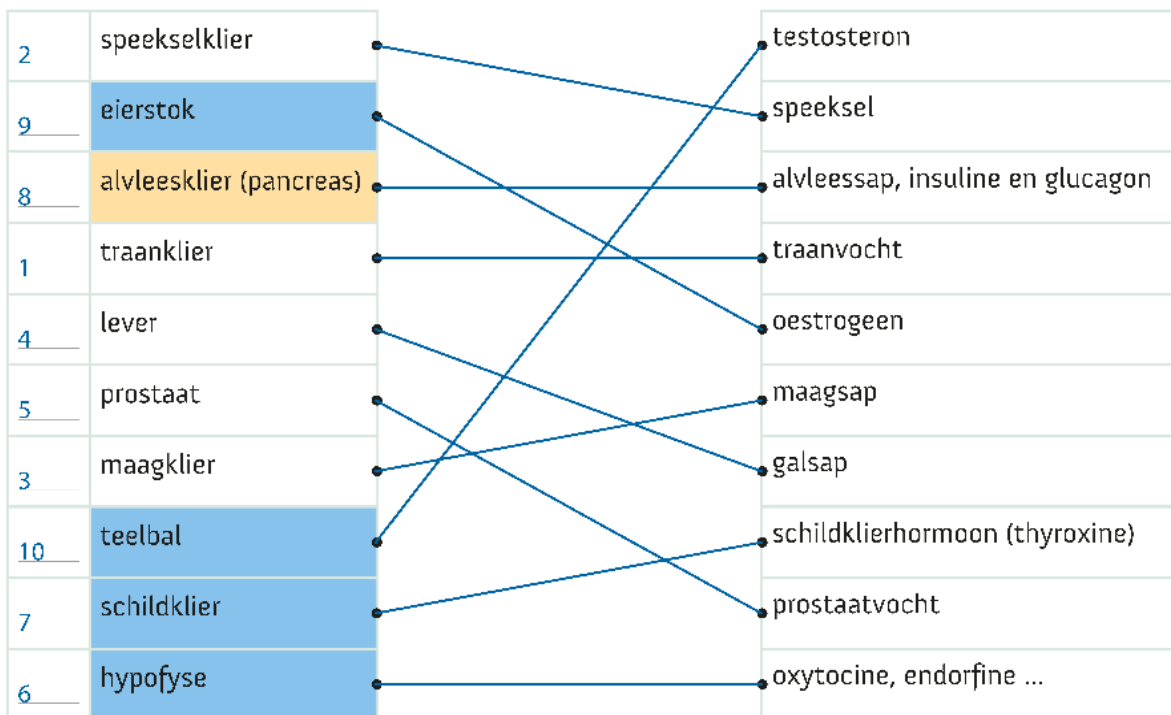 2 speekselklier testosteron
9 eierstok speeksel
8 alvleesklier (pancreas) alvleessap, insuline en glucagon
1 traanklier traanvocht
4 lever oestrogeen
5 prostaat maagsap
3 maagklier galsap
10 teelbal schildklierhormoon (thyroxine)
7 schildklier prostaatvocht
6 hypofyse oxytocine, endorfine ...